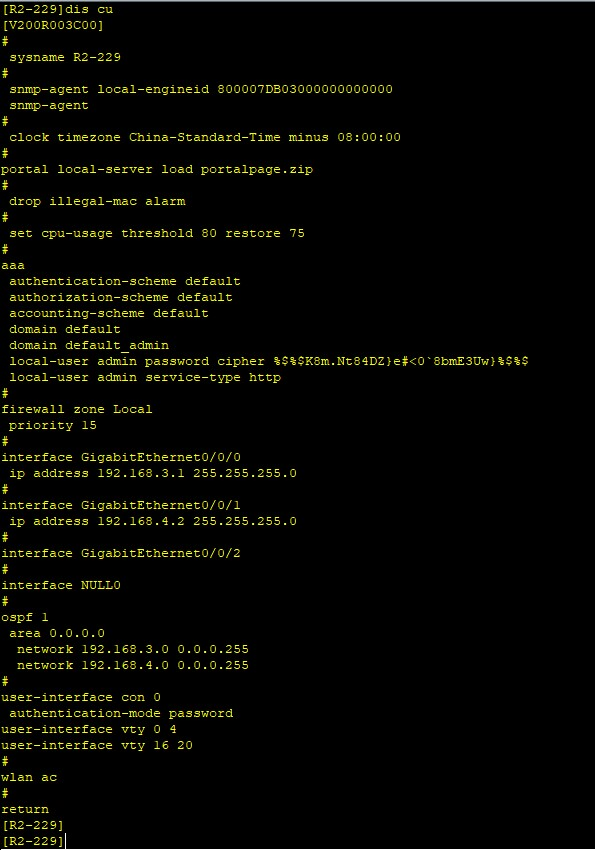 [R2-229]dis cu
[V200R003C00]
#
 sysname R2-229
#
 snmp-agent local-engineid 800007DB03000000000000
 snmp-agent
#
 clock timezone China-Standard-Time minus 08:00:00
#
portal local-server load portalpage.zip
#
 drop illegal-mac alarm
#
 set cpu-usage threshold 80 restore 75
#
aaa
 authentication-scheme default
 authorization-scheme default
 accounting-scheme default
 domain default
 domain default_admin
 local-user admin password cipher %$%$K8m.Nt84DZ}e#<0`8bmE3Uw}%$%$
 local-user admin service-type http
#
firewall zone Local
 priority 15
#
interface GigabitEthernet0/0/0
 ip address 192.168.3.1 255.255.255.0
#
interface GigabitEthernet0/0/1
 ip address 192.168.4.2 255.255.255.0
#
interface GigabitEthernet0/0/2
#
interface NULL0
#
ospf 1
 area 0.0.0.0
  network 192.168.3.0 0.0.0.255
  network 192.168.4.0 0.0.0.255
#
user-interface con 0
 authentication-mode password
user-interface vty 0 4
user-interface vty 16 20
#
wlan ac
#
return
[R2-229]
[R2-229]